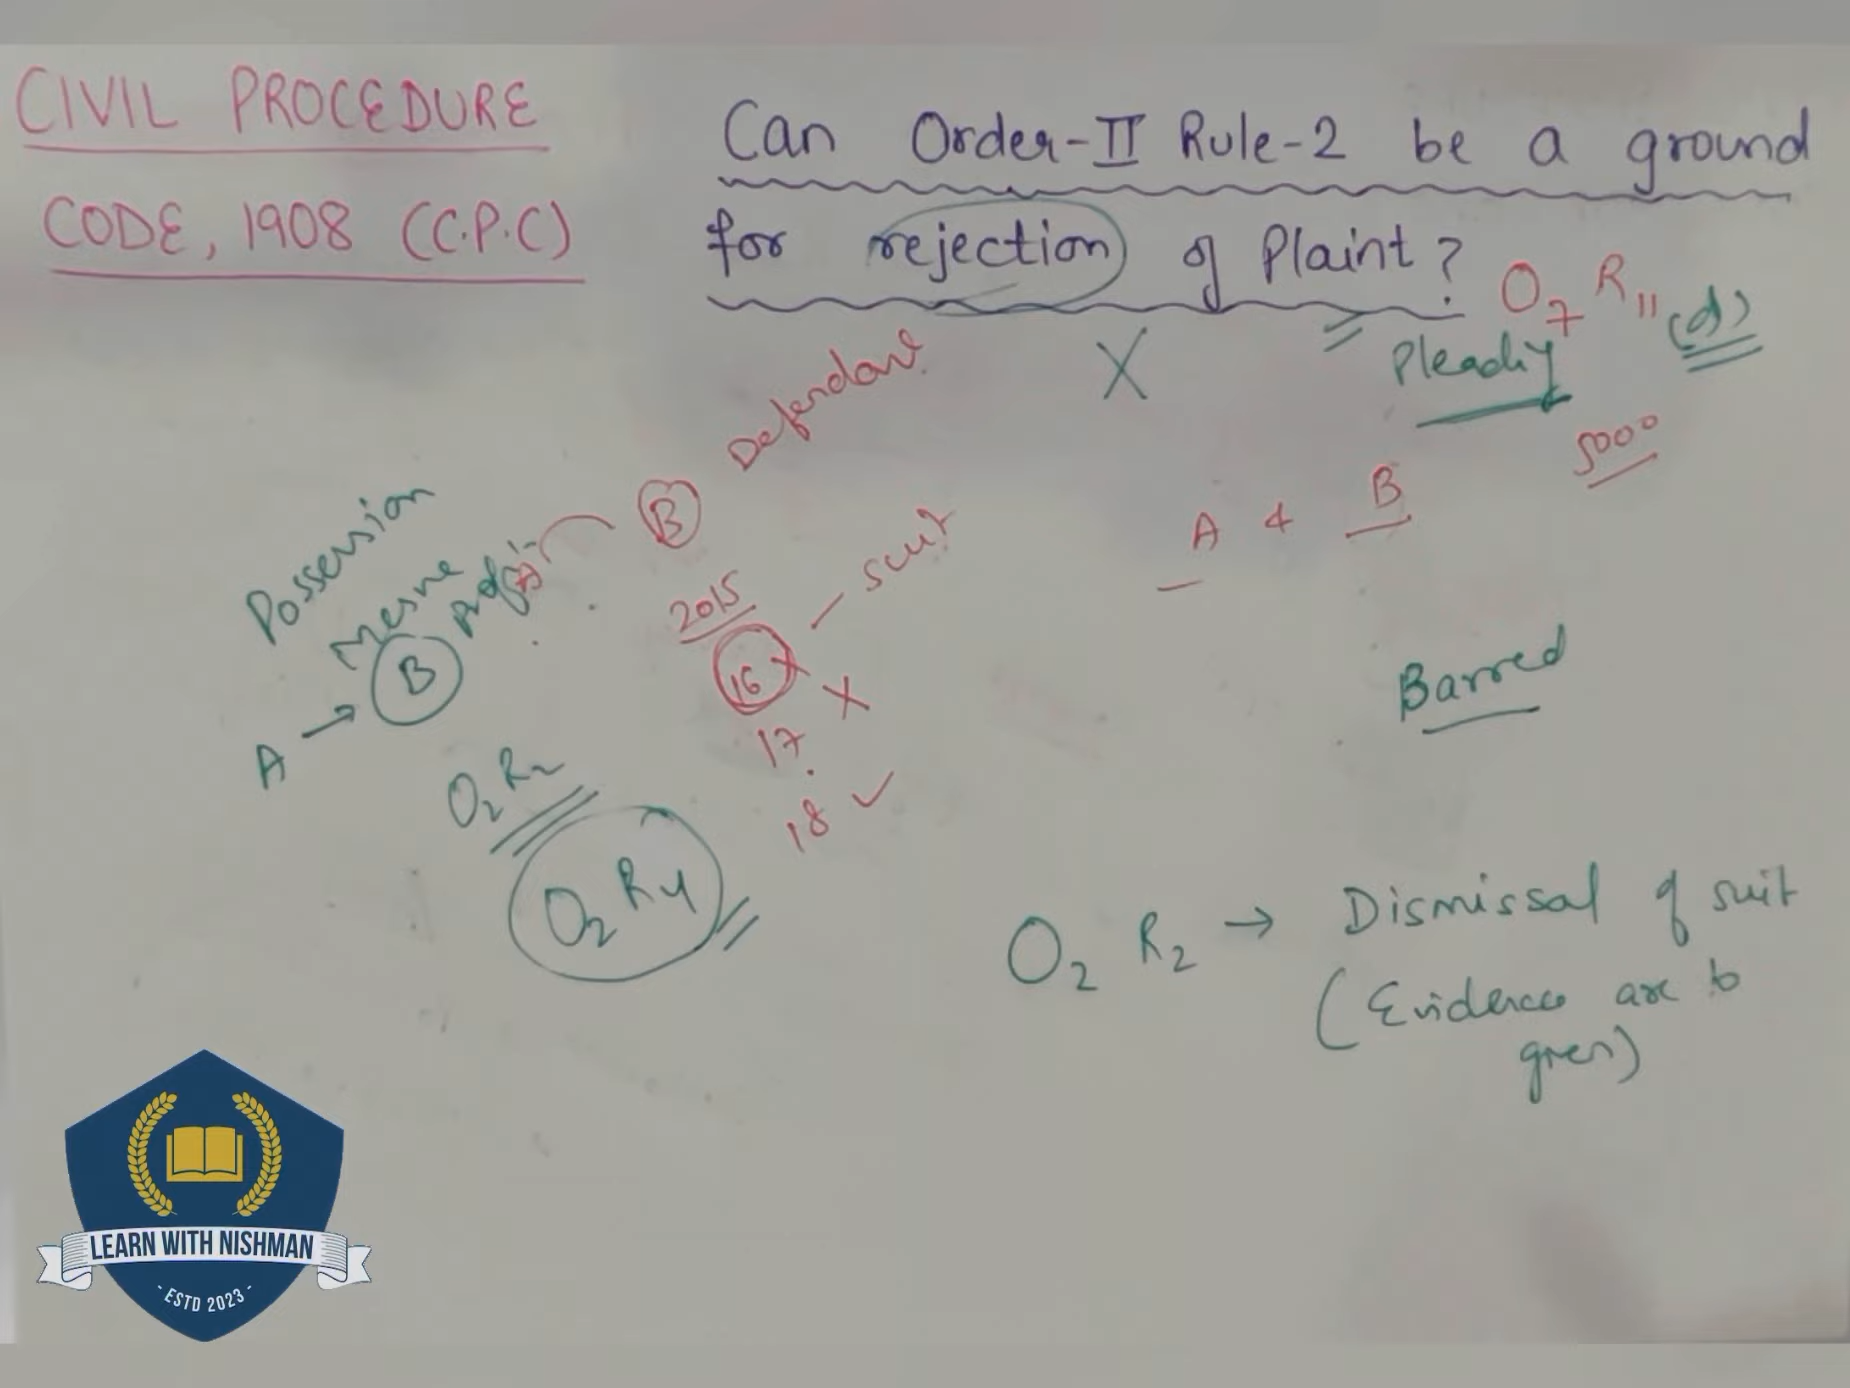 CIVIL PROCEDURE
CODE, 1908 (C.P.C)
Can Order-II Rule-2 be a ground
for rejection of Plaint?
O7 R11 (d)
Pleading
Defendant
5000
A & B
B
Possession
Mesne
profits
B
A →
2015
16 X
17 X
18 ✓
— suit
Barred
O2 R2
O2 R4
O2 R2 → Dismissal of suit
(Evidence are to
given)
LEARN WITH NISHMAN
· ESTD 2023 ·